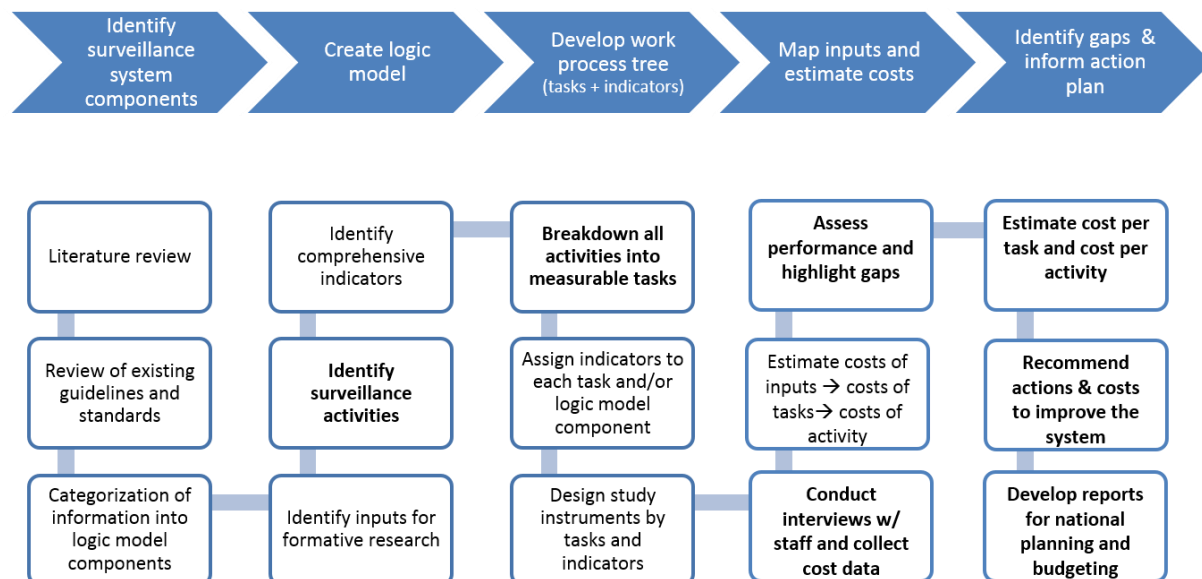 Identify
surveillance
system
components
Create logic
model
Develop work
process tree
(tasks + indicators)
Map inputs and
estimate costs
Identify gaps &
inform action
plan
Literature review
Review of existing
guidelines and
standards
Categorization of
information into
logic model
components
Identify
comprehensive
indicators
Identify
surveillance
activities
Identify inputs for
formative research
Breakdown all
activities into
measurable tasks
Assign indicators to
each task and/or
logic model
component
Design study
instruments by
tasks and
indicators
Assess
performance and
highlight gaps
Estimate costs of
inputs → costs of
tasks→ costs of
activity
Conduct
interviews w/
staff and collect
cost data
Estimate cost per
task and cost per
activity
Recommend
actions & costs
to improve the
system
Develop reports
for national
planning and
budgeting